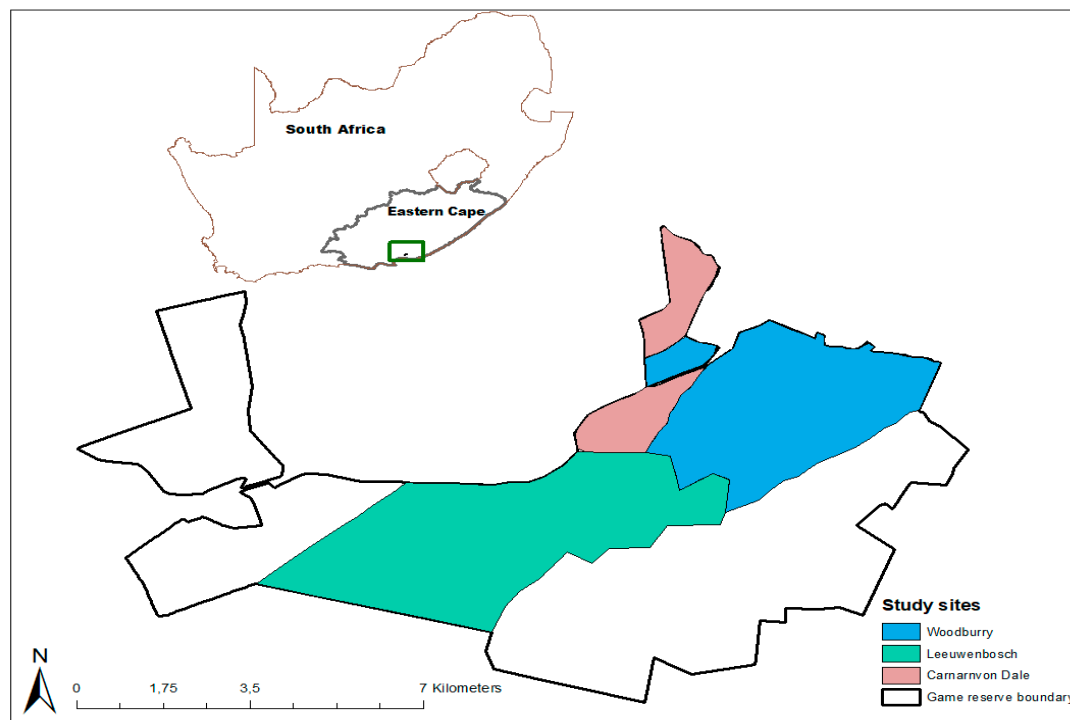 South Africa
Eastern Cape
Study sites
Woodburry
Leeuwenbosch
Carnarnvon Dale
Game reserve boundary
N
0 1,75 3,5 7 Kilometers